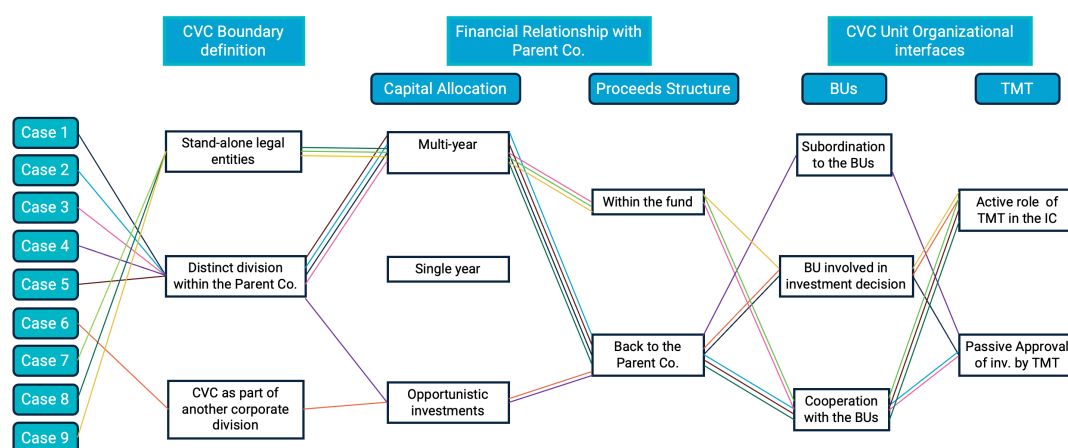 CVC Boundary
definition
Financial Relationship with
Parent Co.
CVC Unit Organizational
interfaces
Capital Allocation
Proceeds Structure
BUs
TMT
Case 1
Case 2
Case 3
Case 4
Case 5
Case 6
Case 7
Case 8
Case 9
Stand-alone legal
entities
Distinct division
within the Parent Co.
CVC as part of
another corporate
division
Multi-year
Single year
Opportunistic
investments
Within the fund
Back to the
Parent Co.
Subordination
to the BUs
BU involved in
investment decision
Cooperation
with the BUs
Active role of
TMT in the IC
Passive Approval
of inv. by TMT